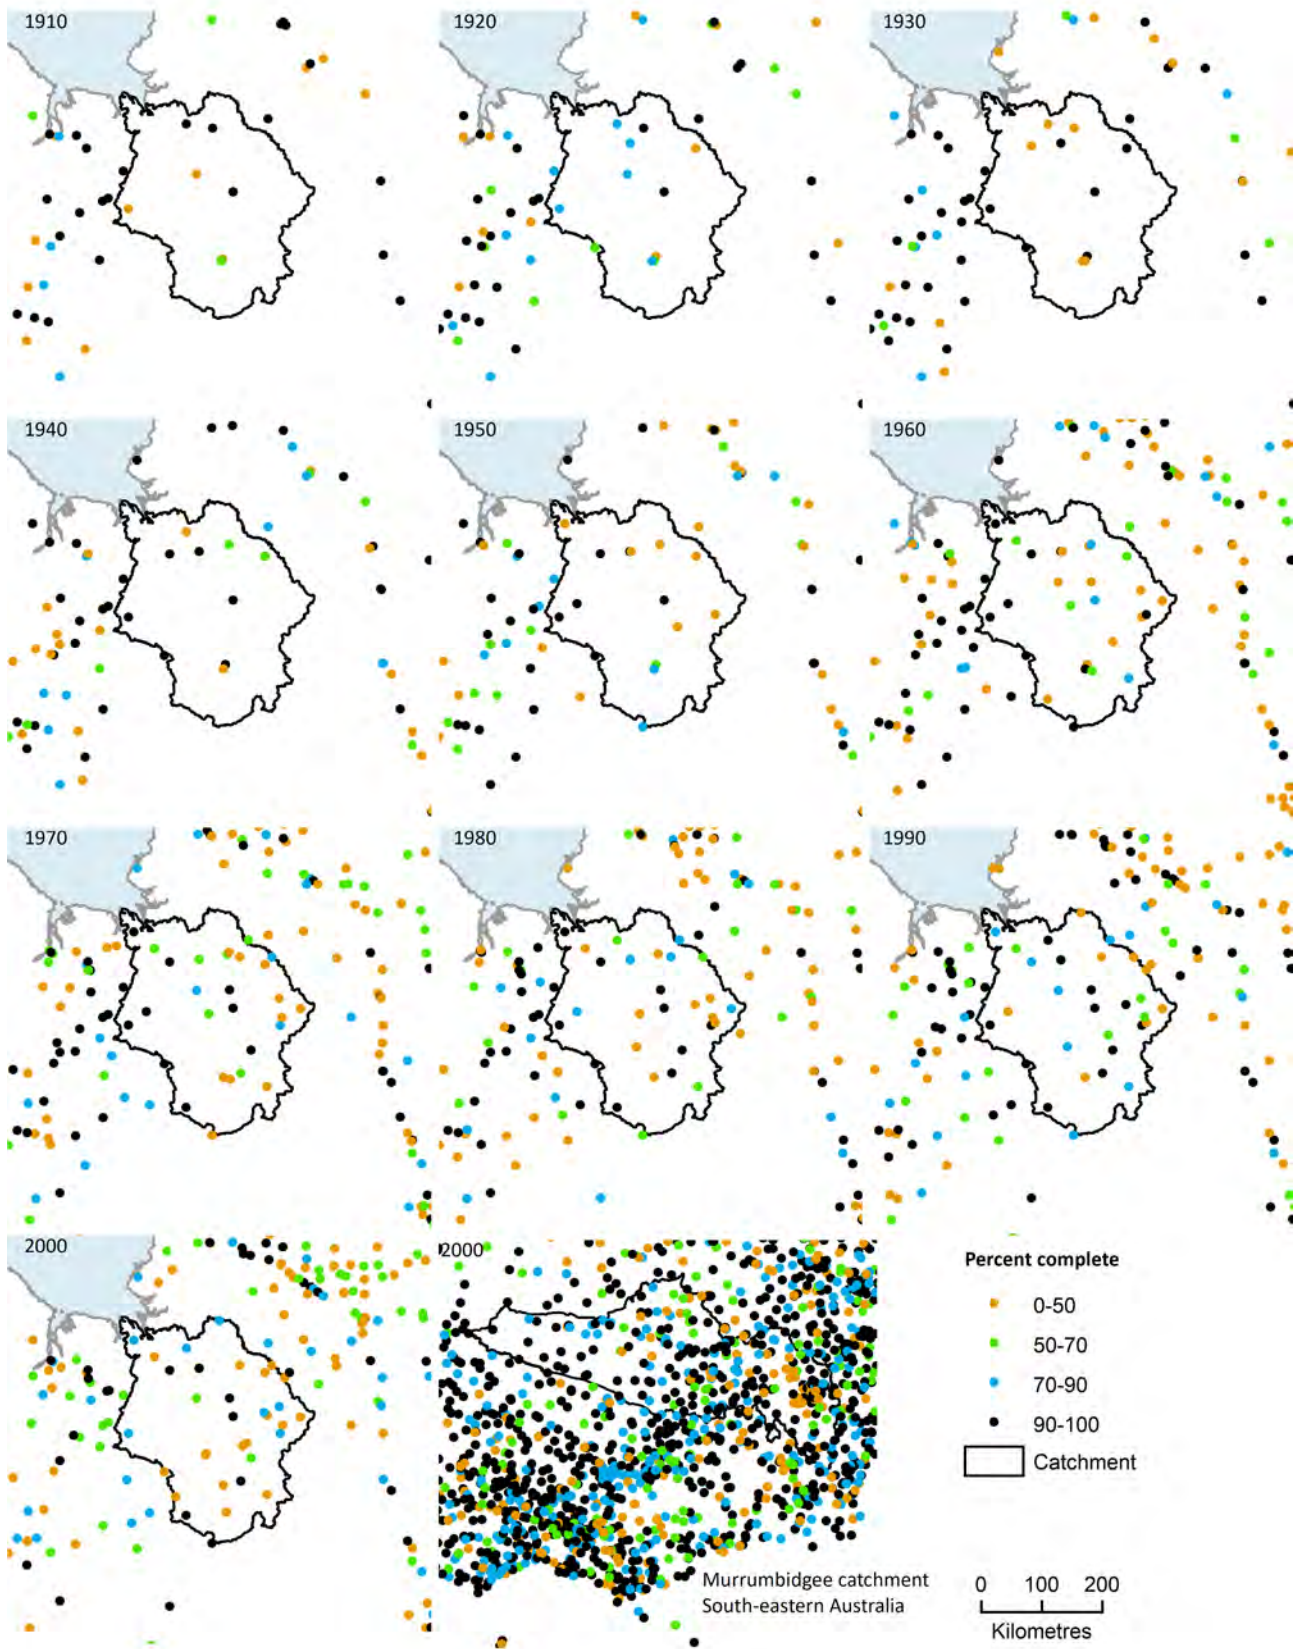 1910
1920
1930
1940
1950
1960
1970
1980
1990
2000
2000
Percent complete
0-50
50-70
70-90
90-100
Catchment
Murrumbidgee catchment
South-eastern Australia
0 100 200
Kilometres